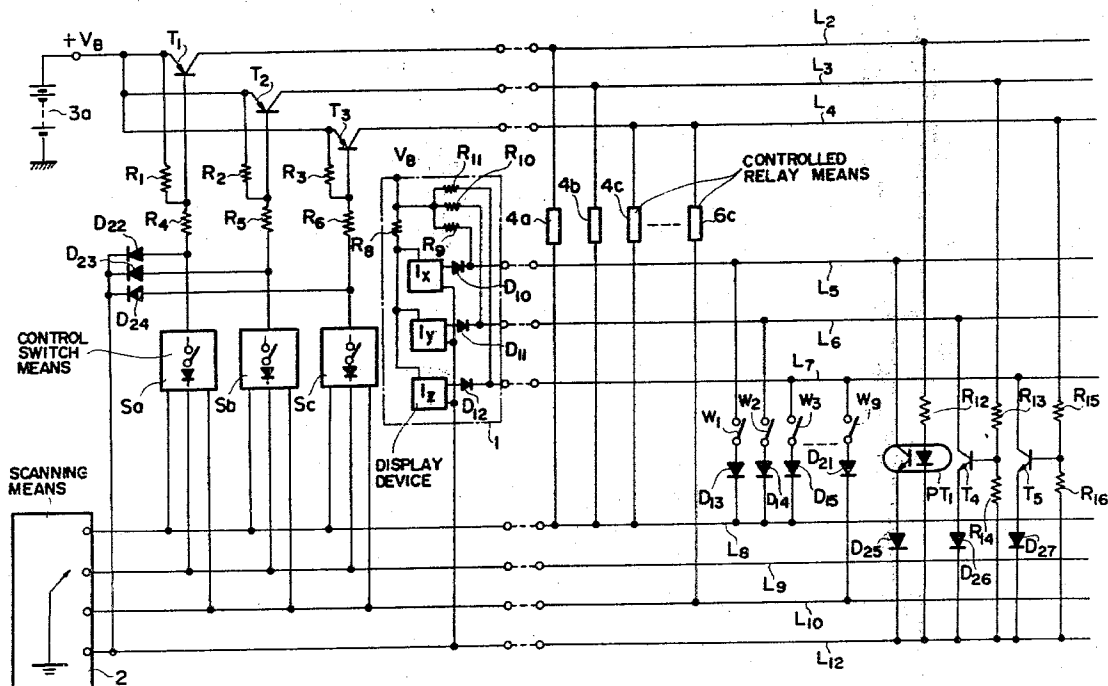 L2
+VB
T1
L3
T2
L4
3a
T3
VB
R11
R10
CONTROLLED
RELAY MEANS
R1
R2
R3
4b
4c
4a
6c
D22
R4
R5
R6
R8
R9
D23
IX
D10
L5
D24
Iy
D11
L6
CONTROL
SWITCH
MEANS
L7
R12
R13
R15
Sa
Sb
Sc
IZ
D12
W1
W2
W3
W9
1
DISPLAY
DEVICE
D21
SCANNING
MEANS
D13
D14
D15
PT1
T4
T5
R16
R14
L8
D25
D26
D27
L9
L10
L12
2